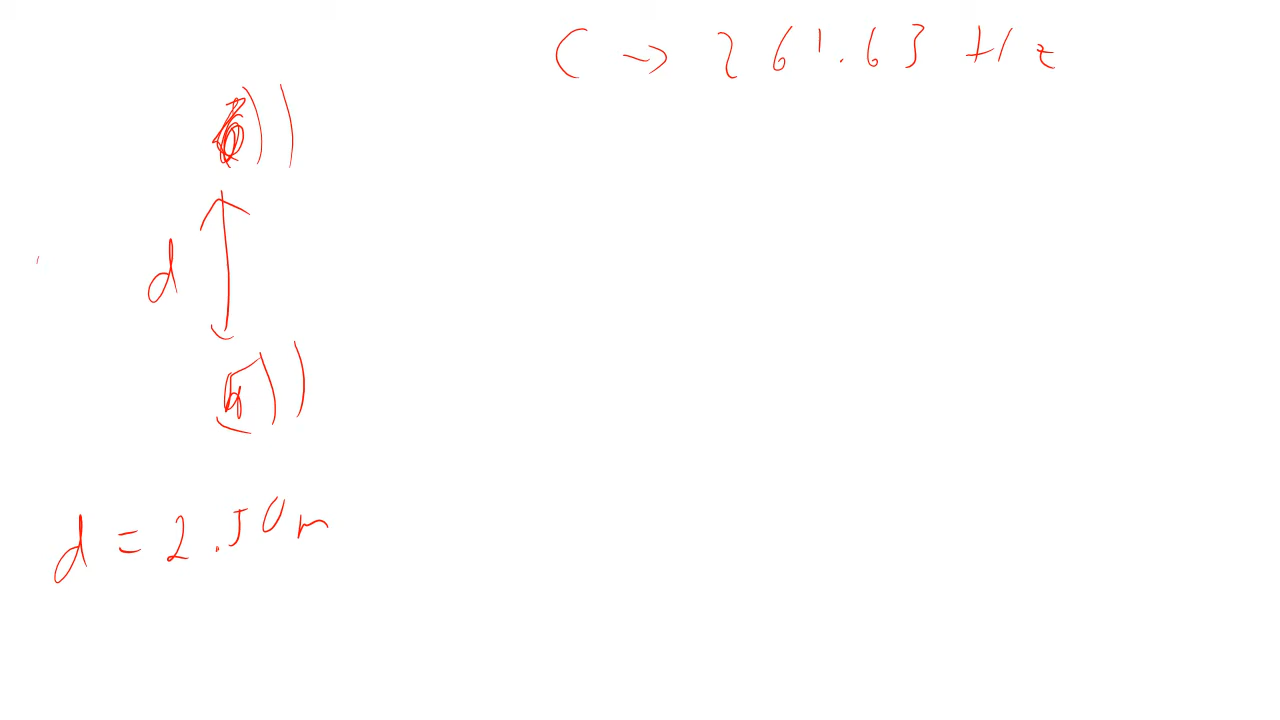 C → 261.63 Hz
d
d = 2.50m